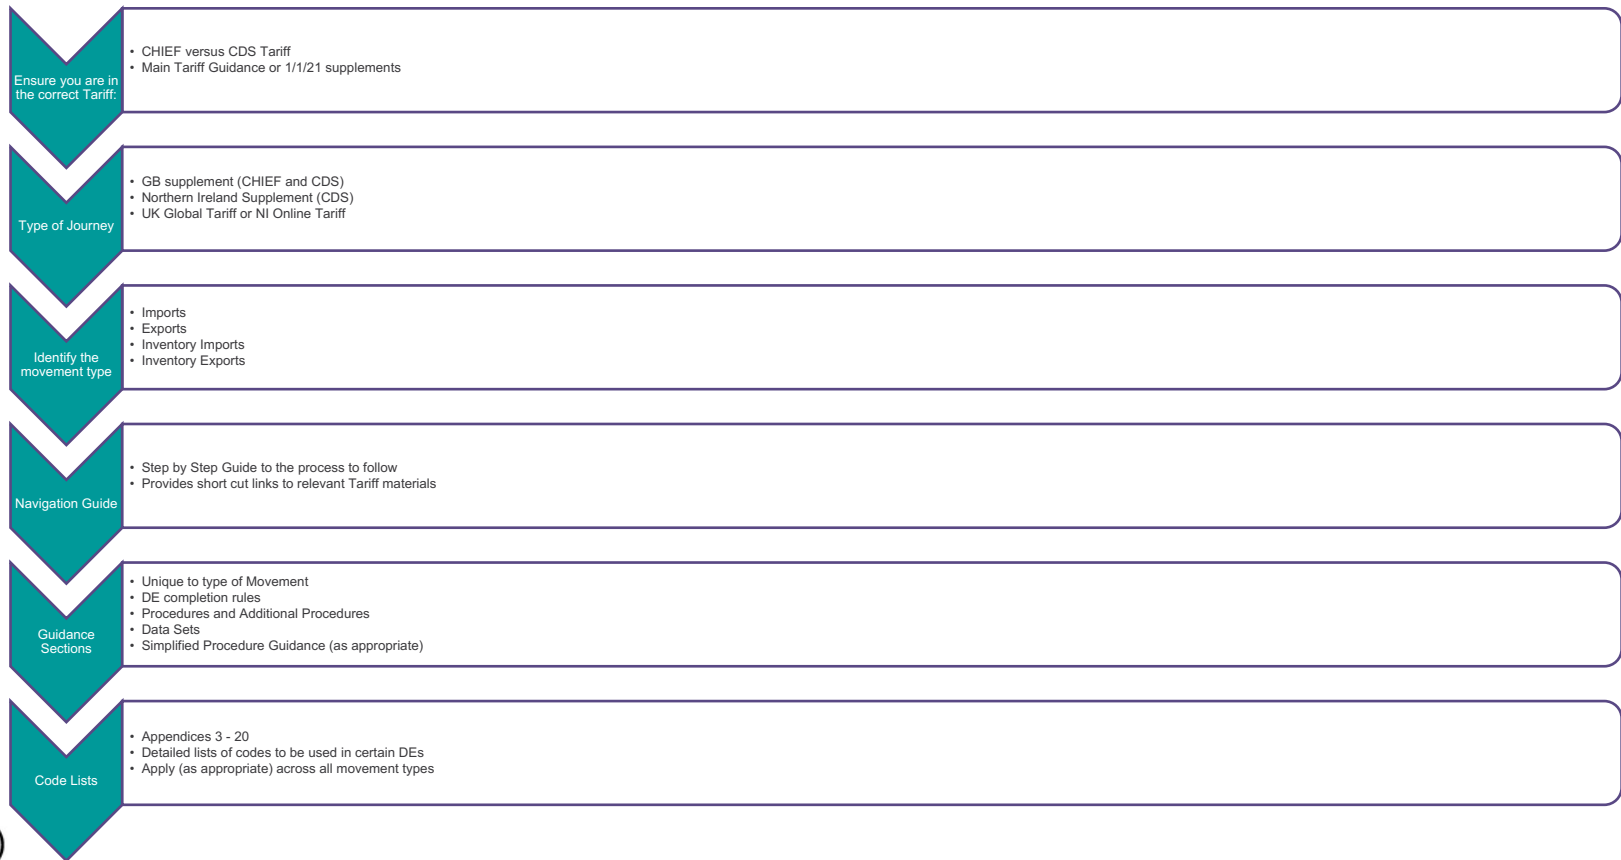 Ensure you are in
the correct Tariff:
• CHIEF versus CDS Tariff
• Main Tariff Guidance or 1/1/21 supplements
Type of Journey
• GB supplement (CHIEF and CDS)
• Northern Ireland Supplement (CDS)
• UK Global Tariff or NI Online Tariff
Identify the
movement type
• Imports
• Exports
• Inventory Imports
• Inventory Exports
Navigation Guide
• Step by Step Guide to the process to follow
• Provides short cut links to relevant Tariff materials
Guidance
Sections
• Unique to type of Movement
• DE completion rules
• Procedures and Additional Procedures
• Data Sets
• Simplified Procedure Guidance (as appropriate)
Code Lists
• Appendices 3 - 20
• Detailed lists of codes to be used in certain DEs
• Apply (as appropriate) across all movement types